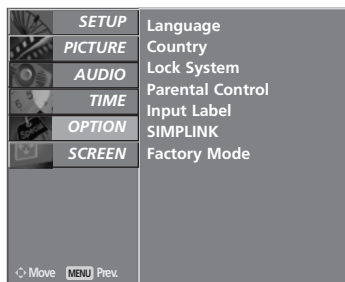 SETUP
PICTURE
AUDIO
TIME
OPTION
SCREEN
Language
Country
Lock System
Parental Control
Input Label
SIMPLINK
Factory Mode
Move MENU Prev.